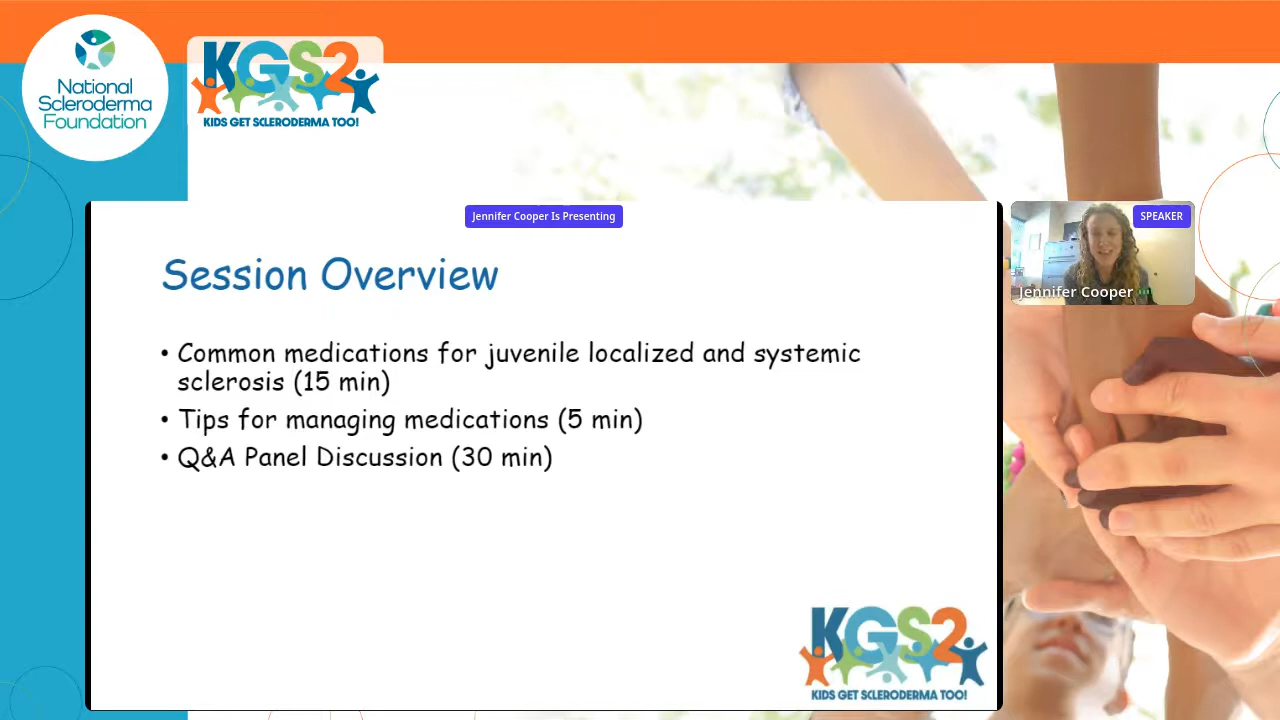 National
Scleroderma
Foundation
KGS2
KIDS GET SCLERODERMA TOO!
Jennifer Cooper Is Presenting
SPEAKER
Jennifer Cooper
Session Overview
• Common medications for juvenile localized and systemic
sclerosis (15 min)
• Tips for managing medications (5 min)
• Q&A Panel Discussion (30 min)
KGS2
KIDS GET SCLERODERMA TOO!